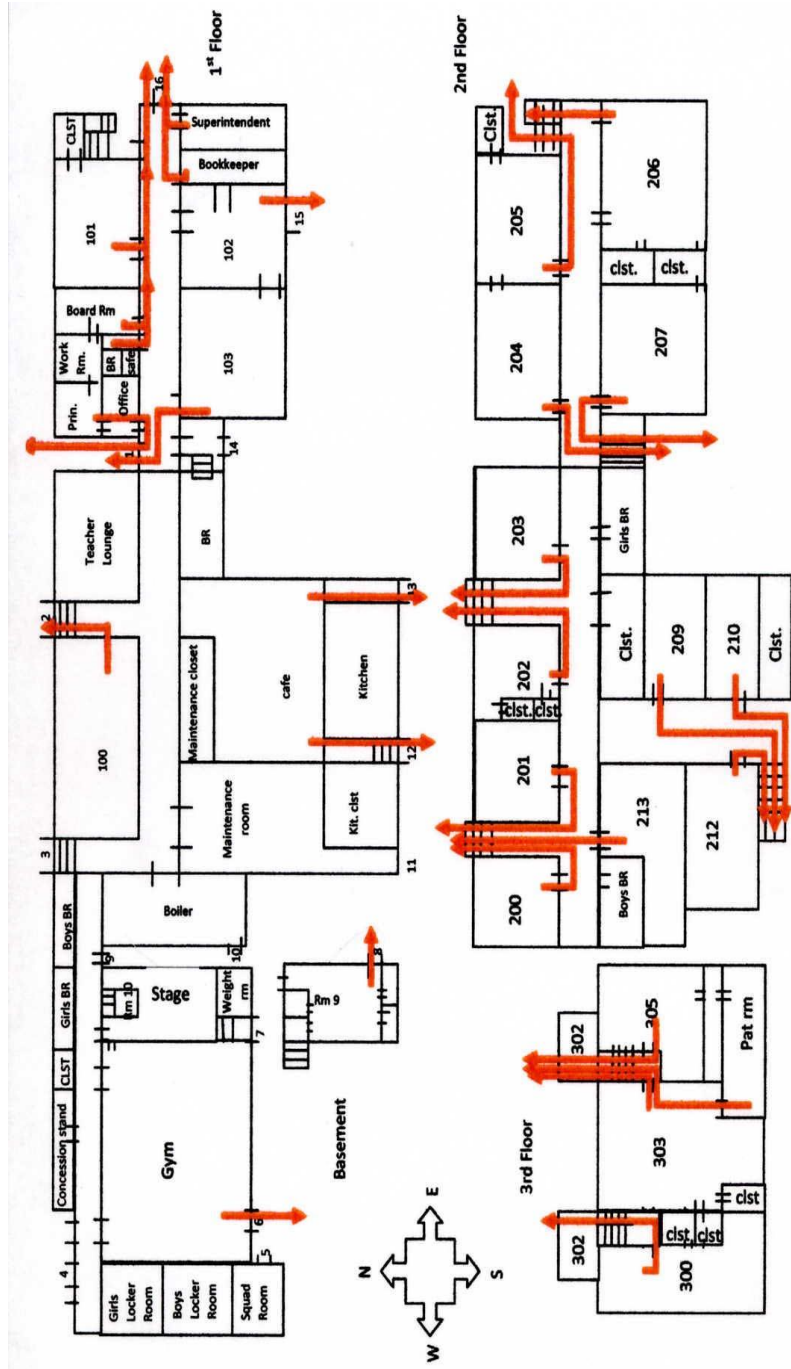 1st Floor
4
Concession stand
CLST
Girls BR
Boys BR
3
100
2
Teacher
Lounge
1
Prin.
Work
Rm.
Office
BR
safe
Board Rm
101
CLST
16
Girls
Locker
Room
Boys
Locker
Room
Squad
Room
5
Gym
6
7
Rm 10
Stage
Weight
rm
9
10
Boiler
Maintenance
room
Maintenance closet
cafe
Kit. clst
Kitchen
11
12
13
BR
14
103
102
15
Bookkeeper
Superintendent
Basement
Rm 9
8
N
W
E
S
2nd Floor
200
201
clst.
clst.
202
203
204
205
Clst.
Boys BR
213
212
Clst.
209
210
Clst.
Girls BR
207
clst.
clst.
206
3rd Floor
302
302
300
clst.
clst
clst
303
305
Pat rm